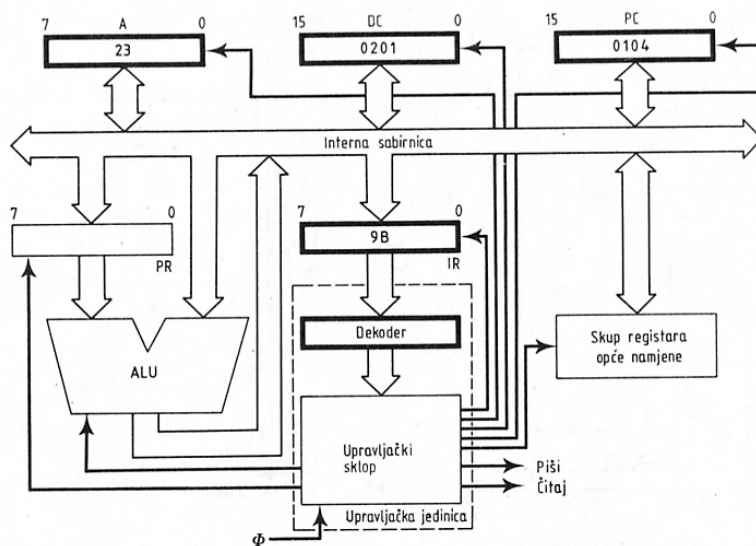 7 A 0 15 DC 0 15 PC 0
23 0201 0104
Interna sabirnica
7 0 7 0
9B
PR IR
Dekoder
ALU
Skup registara
opće namjene
Upravljački
sklop
Piši
Čitaj
Upravljačka jedinica
Φ